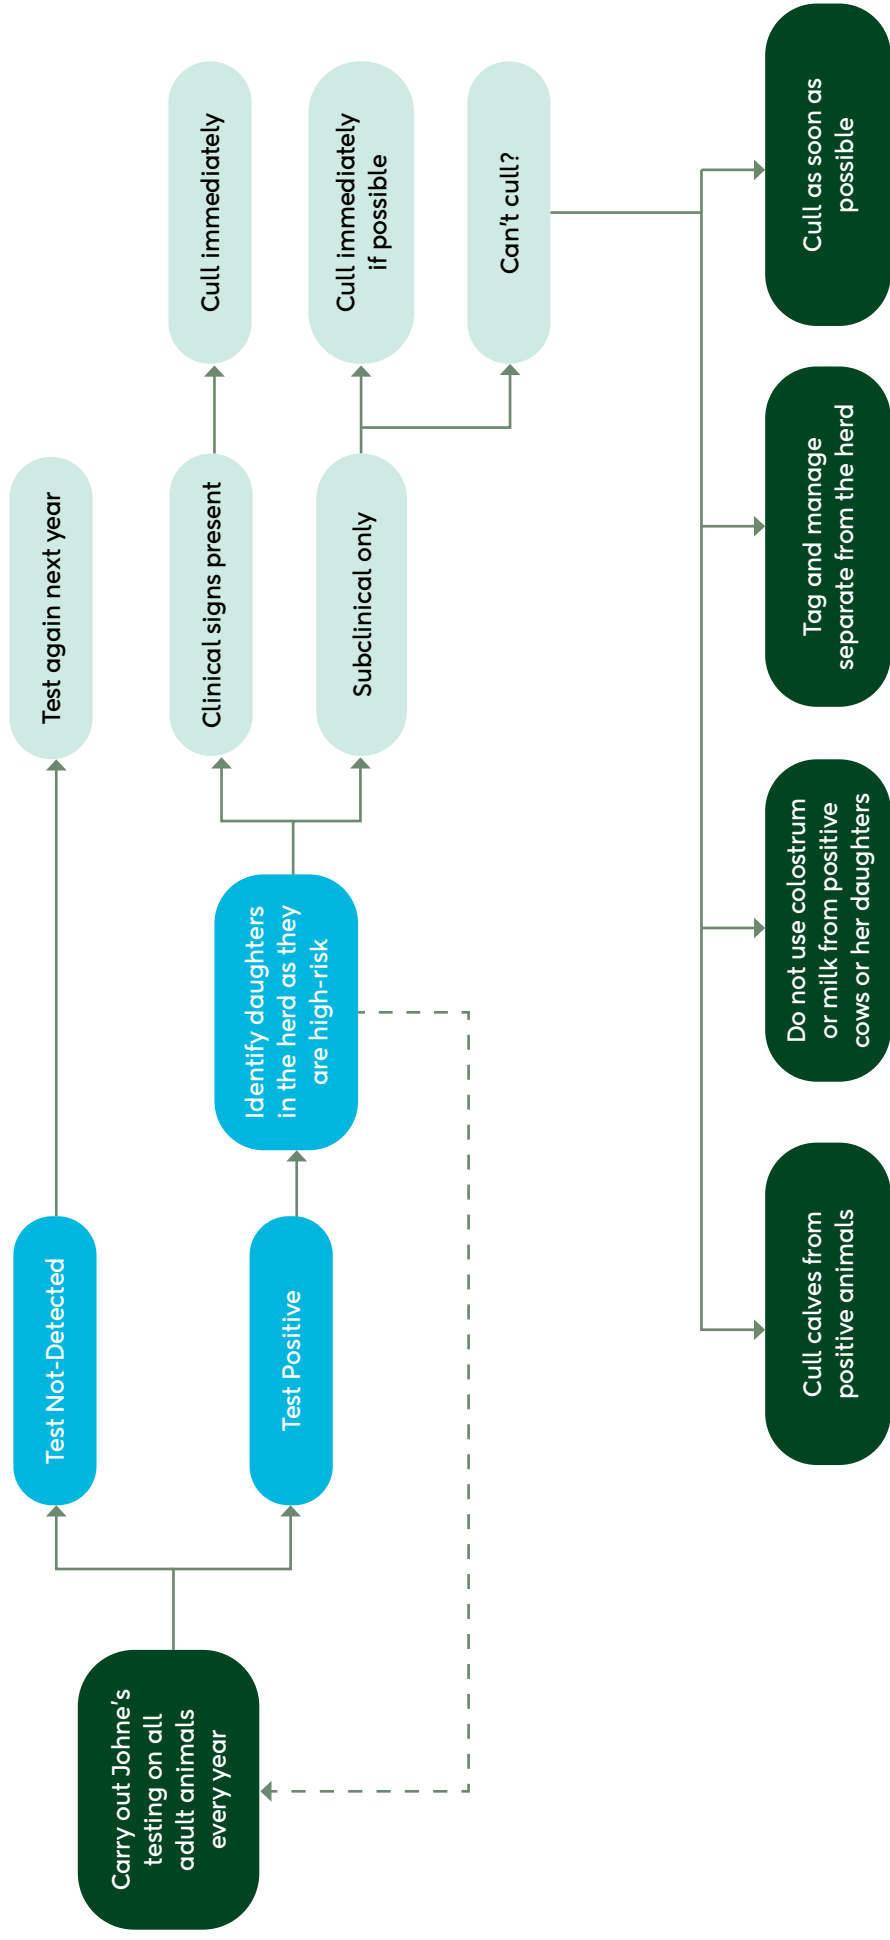 Carry out Johne's
testing on all
adult animals
every year
Test Not-Detected
Test again next year
Test Positive
Identify daughters
in the herd as they
are high-risk
Clinical signs present
Cull immediately
Subclinical only
Cull immediately
if possible
Can't cull?
Cull calves from
positive animals
Do not use colostrum
or milk from positive
cows or her daughters
Tag and manage
separate from the herd
Cull as soon as
possible